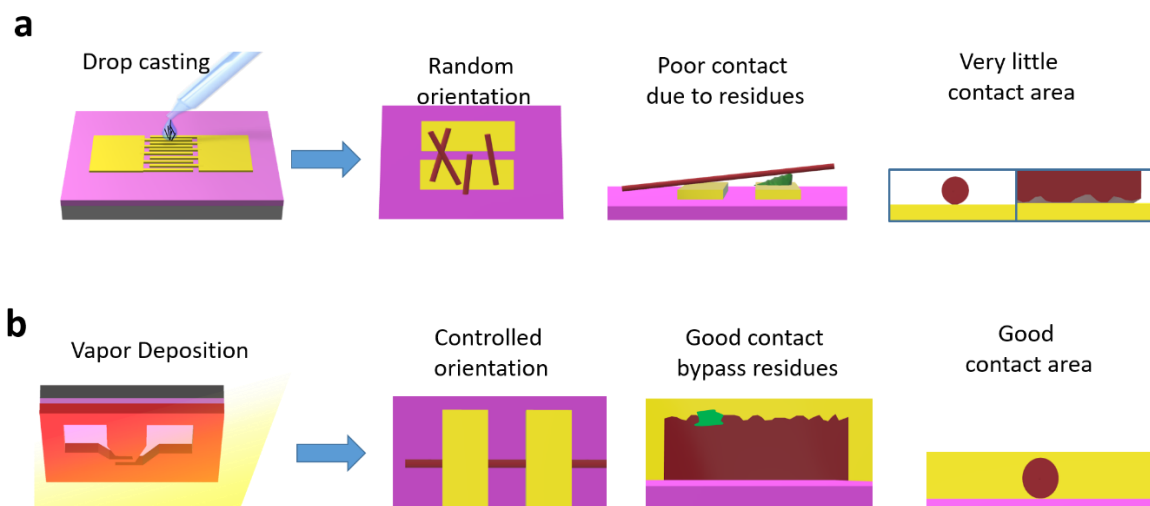 a
Drop casting
Random
orientation
Poor contact
due to residues
Very little
contact area
b
Vapor Deposition
Controlled
orientation
Good contact
bypass residues
Good
contact area